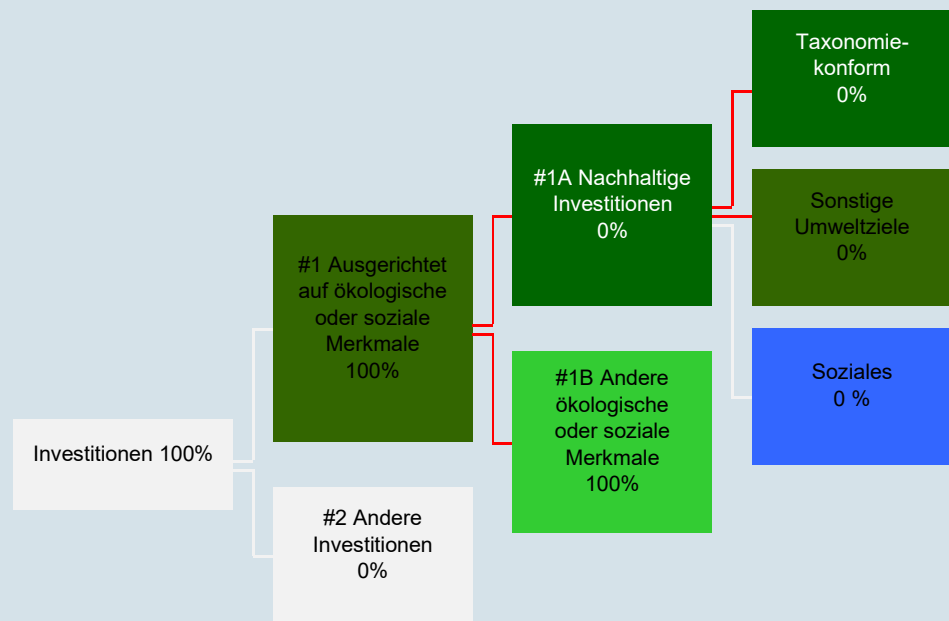 Investitionen 100%
#1 Ausgerichtet
auf ökologische
oder soziale
Merkmale
100%
#2 Andere
Investitionen
0%
#1A Nachhaltige
Investitionen
0%
#1B Andere
ökologische
oder soziale
Merkmale
100%
Taxonomie-
konform
0%
Sonstige
Umweltziele
0%
Soziales
0 %